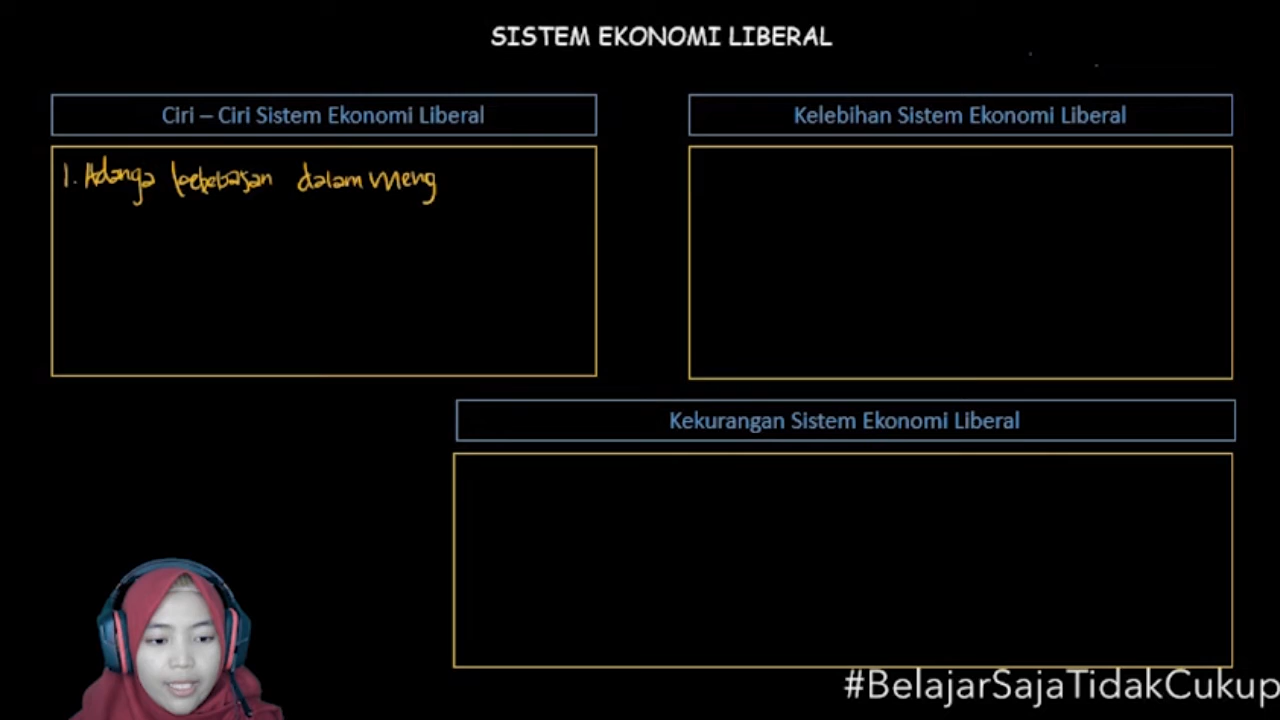 SISTEM EKONOMI LIBERAL
Ciri – Ciri Sistem Ekonomi Liberal
Kelebihan Sistem Ekonomi Liberal
1. Adanya kebebasan dalam meng
Kekurangan Sistem Ekonomi Liberal
#BelajarSajaTidakCukup